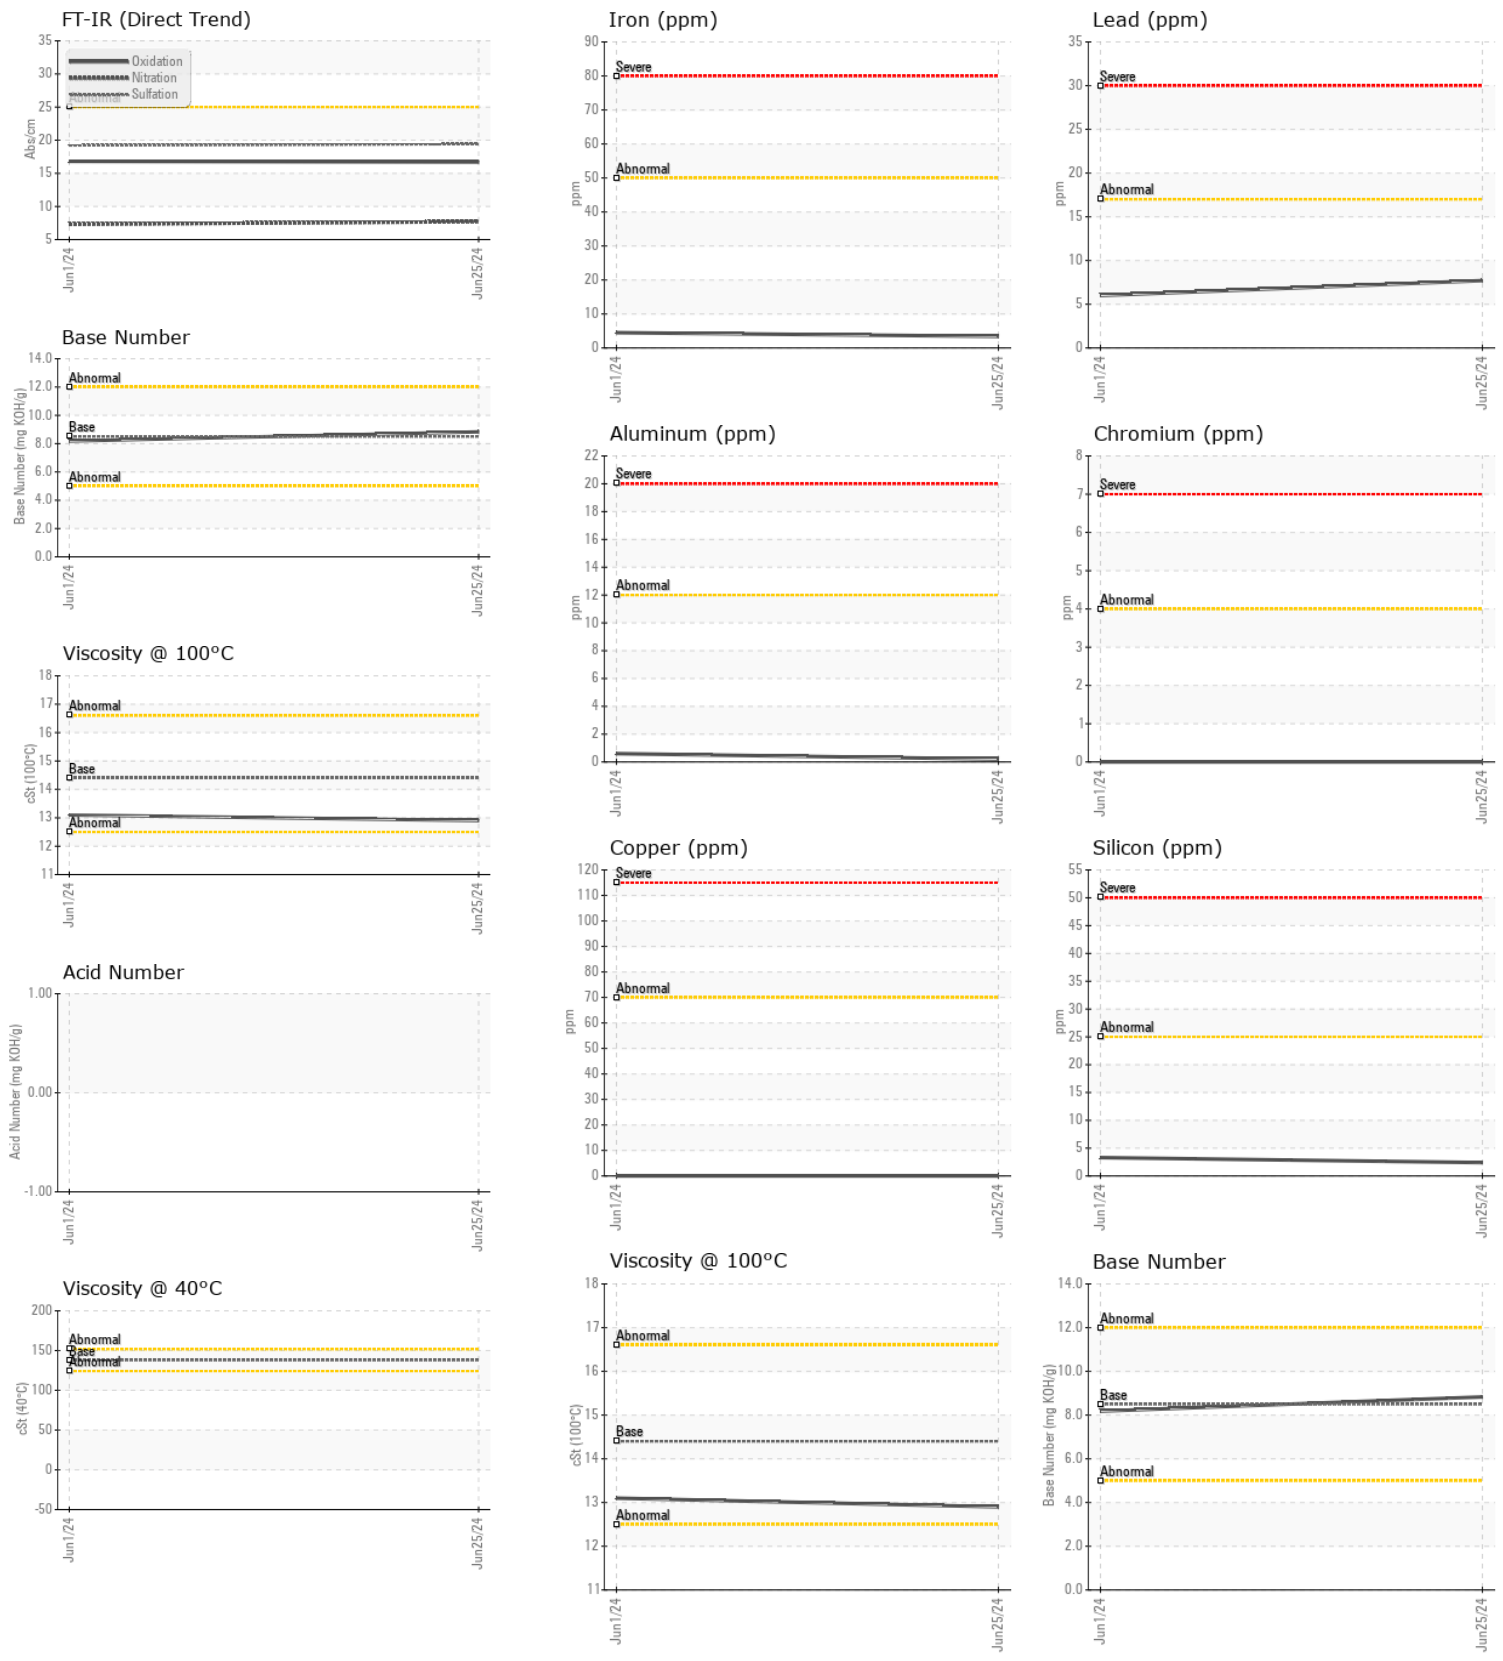 FT-IR (Direct Trend)
35
30
25
20
15
10
5
Abs/cm
Oxidation
Nitration
Sulfation
Abnormal
Jun1/24
Jun25/24
Base Number
14.0
12.0
10.0
8.0
6.0
4.0
2.0
0.0
Base Number (mg KOH/g)
Abnormal
Base
Abnormal
Jun1/24
Jun25/24
Viscosity @ 100°C
18
17
16
15
14
13
12
11
cSt (100°C)
Abnormal
Base
Abnormal
Jun1/24
Jun25/24
Acid Number
1.00
0.00
-1.00
Acid Number (mg KOH/g)
Jun1/24
Jun25/24
Viscosity @ 40°C
200
150
100
50
0
-50
cSt (40°C)
Abnormal
Base
Abnormal
Jun1/24
Jun25/24
Iron (ppm)
90
80
70
60
50
40
30
20
10
0
ppm
Severe
Abnormal
Jun1/24
Jun25/24
Lead (ppm)
35
30
25
20
15
10
5
0
ppm
Severe
Abnormal
Jun1/24
Jun25/24
Aluminum (ppm)
22
20
18
16
14
12
10
8
6
4
2
0
ppm
Severe
Abnormal
Jun1/24
Jun25/24
Chromium (ppm)
8
7
6
5
4
3
2
1
0
ppm
Severe
Abnormal
Jun1/24
Jun25/24
Copper (ppm)
120
110
100
90
80
70
60
50
40
30
20
10
0
ppm
Severe
Abnormal
Jun1/24
Jun25/24
Silicon (ppm)
55
50
45
40
35
30
25
20
15
10
5
0
ppm
Severe
Abnormal
Jun1/24
Jun25/24
Viscosity @ 100°C
18
17
16
15
14
13
12
11
cSt (100°C)
Abnormal
Base
Abnormal
Jun1/24
Jun25/24
Base Number
14.0
12.0
10.0
8.0
6.0
4.0
2.0
0.0
Base Number (mg KOH/g)
Abnormal
Base
Abnormal
Jun1/24
Jun25/24